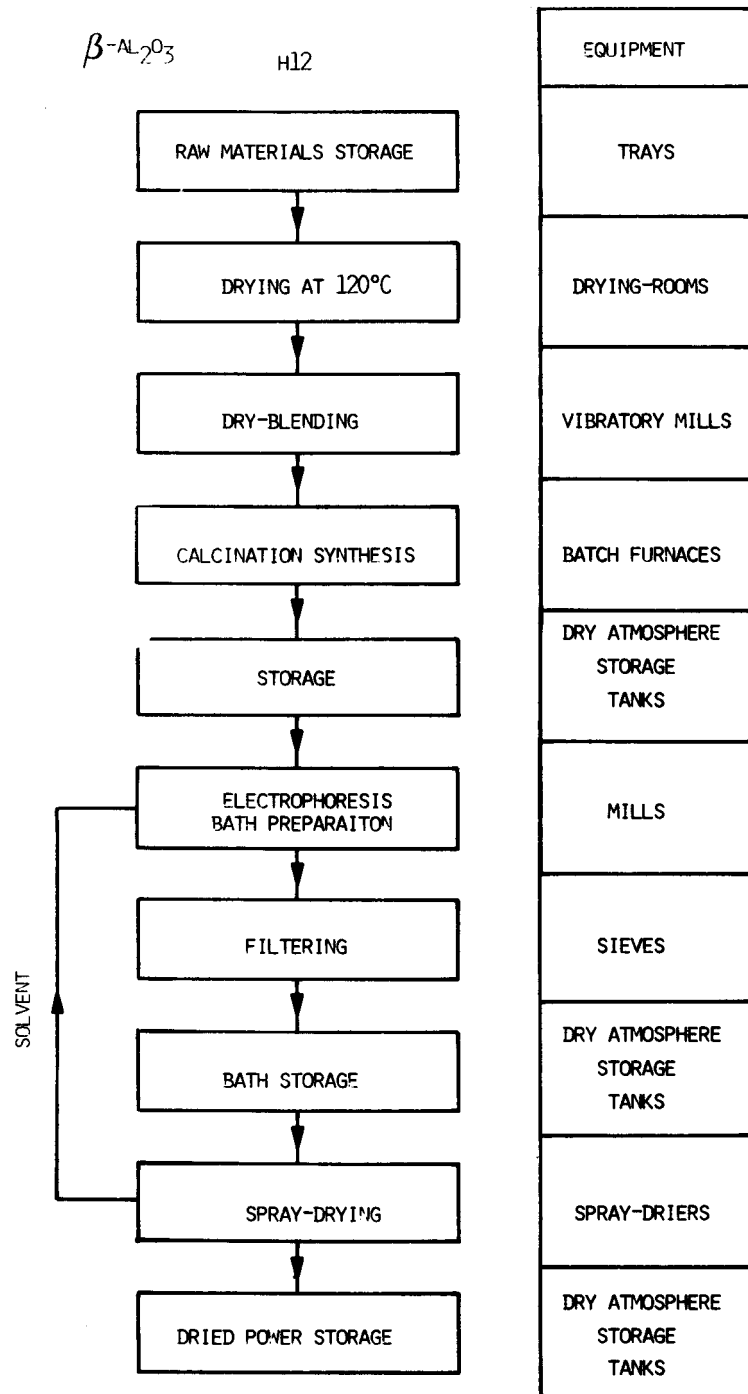 β-AL2O3 H12
EQUIPMENT
RAW MATERIALS STORAGE
TRAYS
DRYING AT 120°C
DRYING-ROOMS
DRY-BLENDING
VIBRATORY MILLS
CALCINATION SYNTHESIS
BATCH FURNACES
STORAGE
DRY ATMOSPHERE
STORAGE
TANKS
ELECTROPHORESIS
BATH PREPARAITON
MILLS
FILTERING
SIEVES
SOLVENT
BATH STORAGE
DRY ATMOSPHERE
STORAGE
TANKS
SPRAY-DRYING
SPRAY-DRIERS
DRIED POWER STORAGE
DRY ATMOSPHERE
STORAGE
TANKS